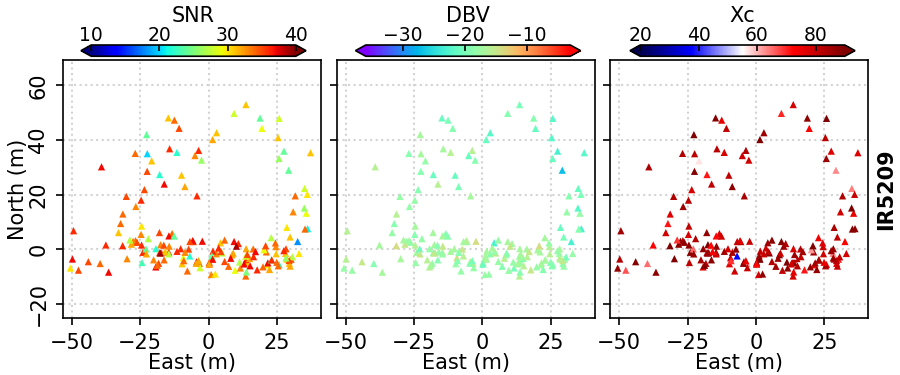 SNR DBV Xc
10 20 30 40 −30 −20 −10 20 40 60 80
60
40
20
0
−20
North (m)
IR5209
−50 −25 0 25 −50 −25 0 25 −50 −25 0 25
East (m) East (m) East (m)